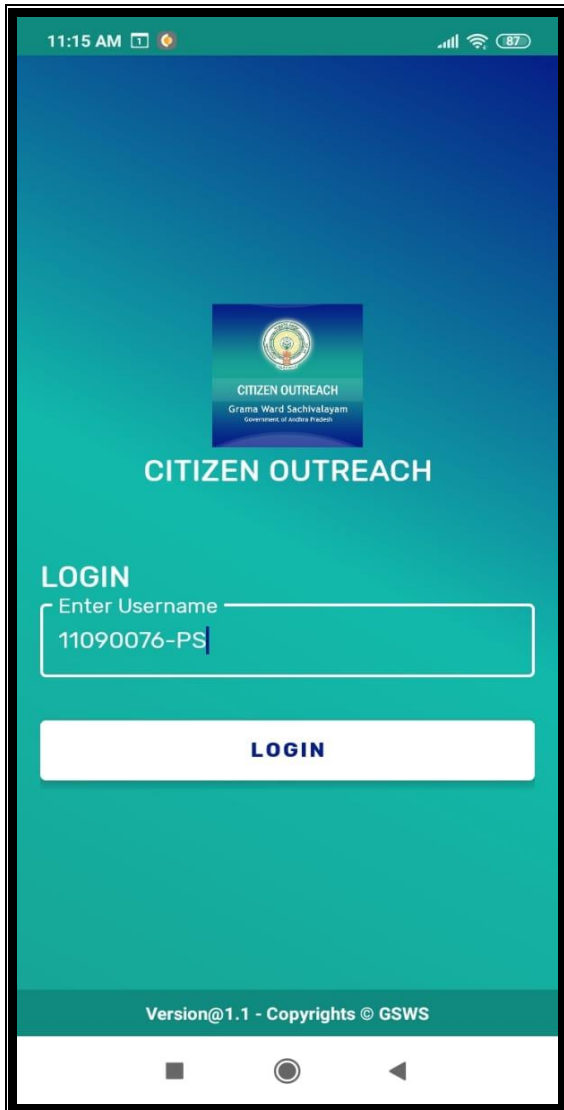 11:15 AM 1 87
CITIZEN OUTREACH
Grama Ward Sachivalayam
Government of Andhra Pradesh
CITIZEN OUTREACH
LOGIN
Enter Username
11090076-PS
LOGIN
Version@1.1 - Copyrights © GSWS